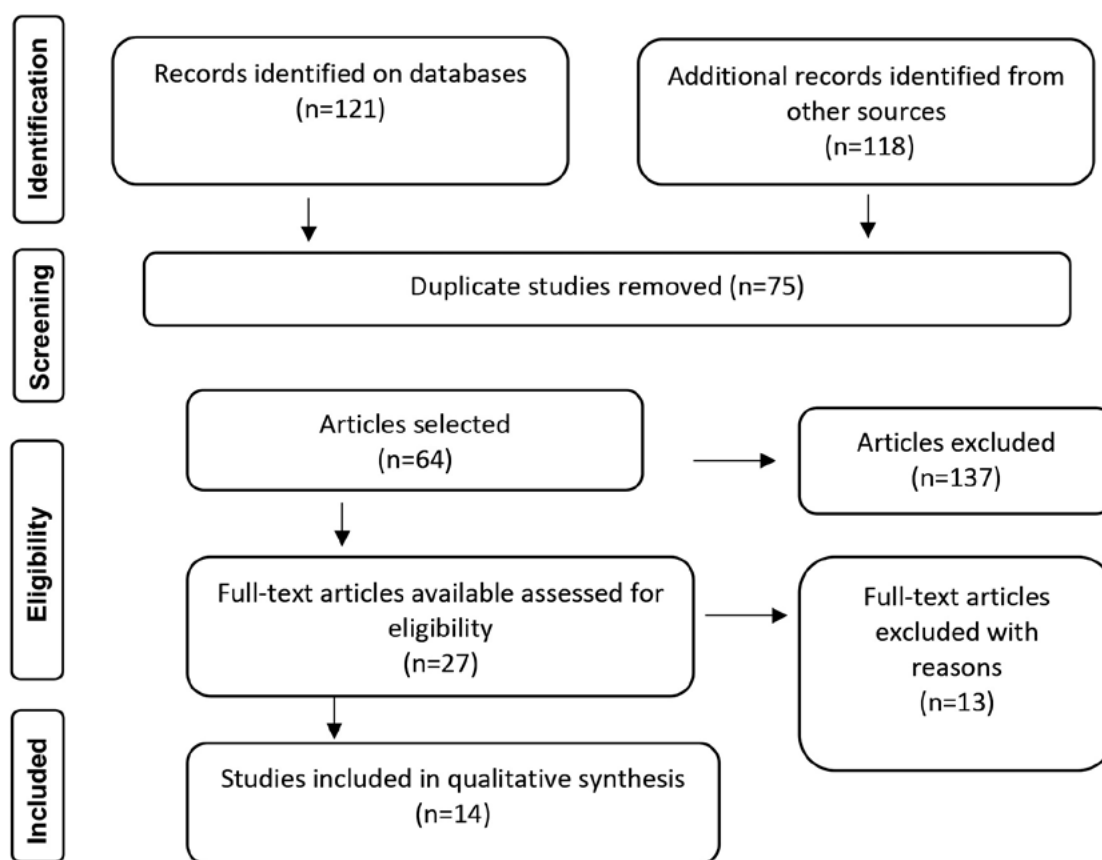 Identification
Records identified on databases
(n=121)
Additional records identified from
other sources
(n=118)
Screening
Duplicate studies removed (n=75)
Eligibility
Articles selected
(n=64)
Articles excluded
(n=137)
Full-text articles available assessed for
eligibility
(n=27)
Full-text articles
excluded with
reasons
(n=13)
Included
Studies included in qualitative synthesis
(n=14)